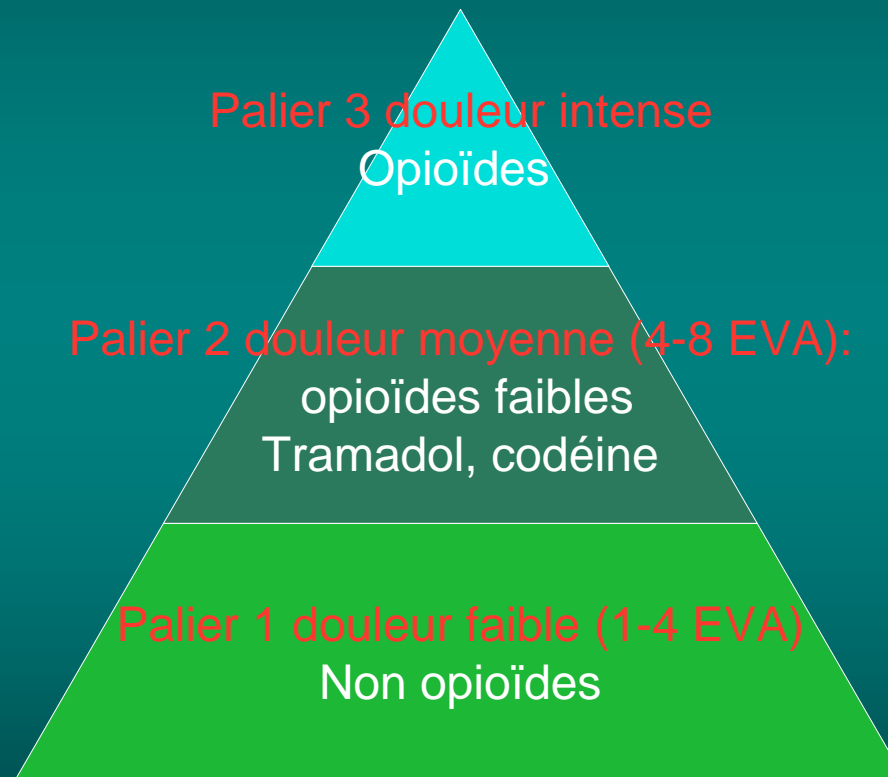 Palier 3 douleur intense
Opioïdes
Palier 2 douleur moyenne (4-8 EVA):
opioïdes faibles
Tramadol, codéine
Palier 1 douleur faible (1-4 EVA)
Non opioïdes